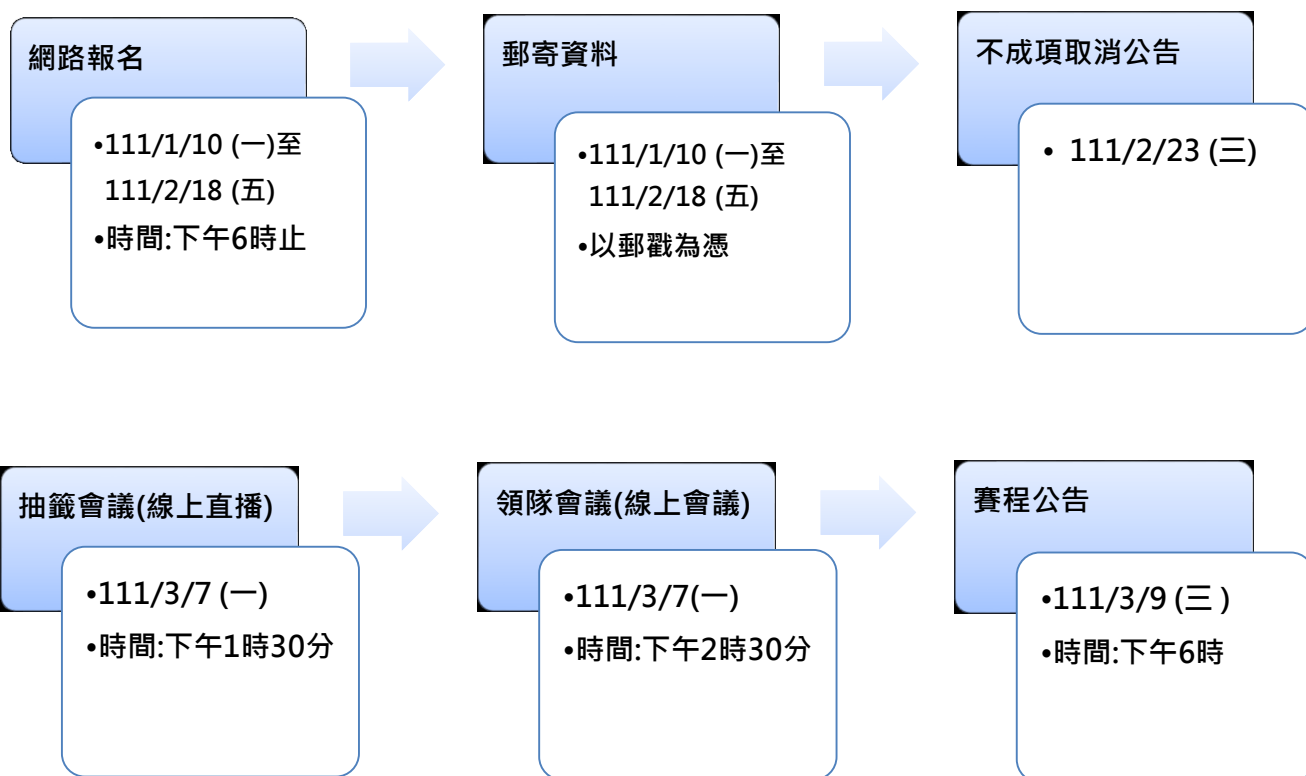 網路報名
•111/1/10 (一)至
111/2/18 (五)
•時間:下午6時止
郵寄資料
•111/1/10 (一)至
111/2/18 (五)
•以郵戳為憑
不成項取消公告
• 111/2/23 (三)
抽籤會議(線上直播)
•111/3/7 (一)
•時間:下午1時30分
領隊會議(線上會議)
•111/3/7(一)
•時間:下午2時30分
賽程公告
•111/3/9 (三 )
•時間:下午6時